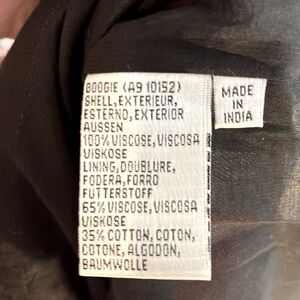 BOOGIE (A9 10152)
SHELL, EXTERIEUR,
ESTERNO, EXTERIOR
AUSSEN
100% VISCOSE, VISCOSA
VISKOSE
LINING, DOUBLURE,
FODERA, FORRO
FUTTERSTOFF
65% VISCOSE, VISCOSA
VISKOSE
35% COTTON, COTON,
COTONE, ALGODON,
BAUMWOLLE
MADE
IN
INDIA